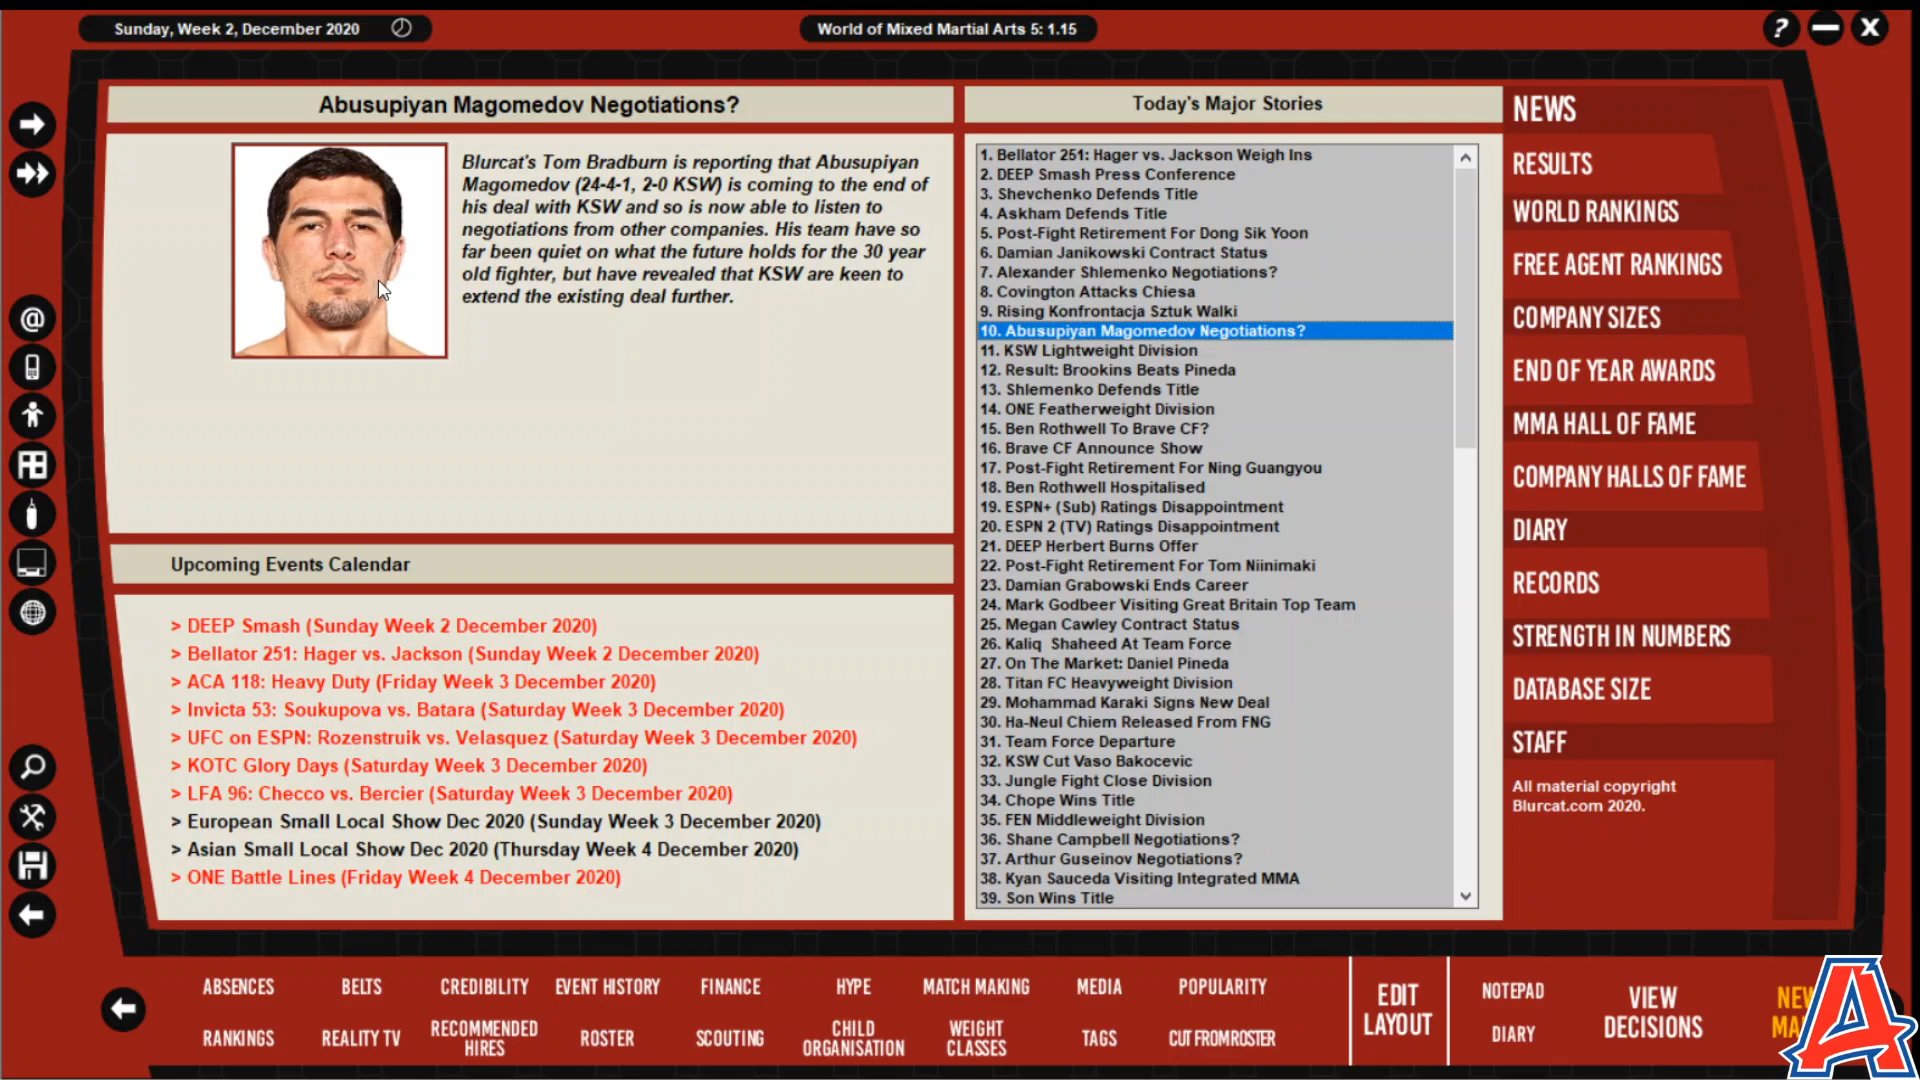 Sunday, Week 2, December 2020
World of Mixed Martial Arts 5: 1.15
?
X
Abusupiyan Magomedov Negotiations?
Blurcat's Tom Bradburn is reporting that Abusupiyan
Magomedov (24-4-1, 2-0 KSW) is coming to the end of
his deal with KSW and so is now able to listen to
negotiations from other companies. His team have so
far been quiet on what the future holds for the 30 year
old fighter, but have revealed that KSW are keen to
extend the existing deal further.
Upcoming Events Calendar
> DEEP Smash (Sunday Week 2 December 2020)
> Bellator 251: Hager vs. Jackson (Sunday Week 2 December 2020)
> ACA 118: Heavy Duty (Friday Week 3 December 2020)
> Invicta 53: Soukupova vs. Batara (Saturday Week 3 December 2020)
> UFC on ESPN: Rozenstruik vs. Velasquez (Saturday Week 3 December 2020)
> KOTC Glory Days (Saturday Week 3 December 2020)
> LFA 96: Checco vs. Bercier (Saturday Week 3 December 2020)
> European Small Local Show Dec 2020 (Sunday Week 3 December 2020)
> Asian Small Local Show Dec 2020 (Thursday Week 4 December 2020)
> ONE Battle Lines (Friday Week 4 December 2020)
Today's Major Stories
1. Bellator 251: Hager vs. Jackson Weigh Ins
2. DEEP Smash Press Conference
3. Shevchenko Defends Title
4. Askham Defends Title
5. Post-Fight Retirement For Dong Sik Yoon
6. Damian Janikowski Contract Status
7. Alexander Shlemenko Negotiations?
8. Covington Attacks Chiesa
9. Rising Konfrontacja Sztuk Walki
10. Abusupiyan Magomedov Negotiations?
11. KSW Lightweight Division
12. Result: Brookins Beats Pineda
13. Shlemenko Defends Title
14. ONE Featherweight Division
15. Ben Rothwell To Brave CF?
16. Brave CF Announce Show
17. Post-Fight Retirement For Ning Guangyou
18. Ben Rothwell Hospitalised
19. ESPN+ (Sub) Ratings Disappointment
20. ESPN 2 (TV) Ratings Disappointment
21. DEEP Herbert Burns Offer
22. Post-Fight Retirement For Tom Niinimaki
23. Damian Grabowski Ends Career
24. Mark Godbeer Visiting Great Britain Top Team
25. Megan Cawley Contract Status
26. Kaliq  Shaheed At Team Force
27. On The Market: Daniel Pineda
28. Titan FC Heavyweight Division
29. Mohammad Karaki Signs New Deal
30. Ha-Neul Chiem Released From FNG
31. Team Force Departure
32. KSW Cut Vaso Bakocevic
33. Jungle Fight Close Division
34. Chope Wins Title
35. FEN Middleweight Division
36. Shane Campbell Negotiations?
37. Arthur Guseinov Negotiations?
38. Kyan Sauceda Visiting Integrated MMA
39. Son Wins Title
NEWS
RESULTS
WORLD RANKINGS
FREE AGENT RANKINGS
COMPANY SIZES
END OF YEAR AWARDS
MMA HALL OF FAME
COMPANY HALLS OF FAME
DIARY
RECORDS
STRENGTH IN NUMBERS
DATABASE SIZE
STAFF
All material copyright
Blurcat.com 2020.
@
ABSENCES
BELTS
CREDIBILITY
EVENT HISTORY
FINANCE
HYPE
MATCH MAKING
MEDIA
POPULARITY
RANKINGS
REALITY TV
RECOMMENDED
HIRES
ROSTER
SCOUTING
CHILD
ORGANISATION
WEIGHT
CLASSES
TAGS
CUT FROM ROSTER
EDIT
LAYOUT
NOTEPAD
DIARY
VIEW
DECISIONS
A